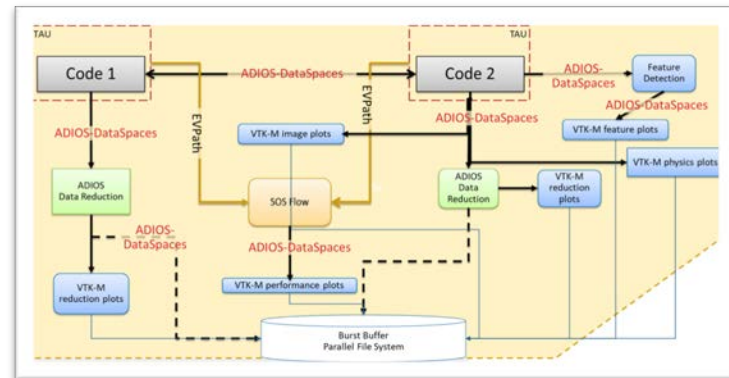 TAU
TAU
Code 1
ADIOS-DataSpaces
Code 2
ADIOS-
DataSpaces
Feature
Detection
ADIOS-DataSpaces
ADIOS-DataSpaces
EVPath
EVPath
ADIOS-DataSpaces
VTK-M image plots
VTK-M feature plots
VTK-M physics plots
ADIOS
Data Reduction
SOS Flow
ADIOS
Data
Reduction
VTK-M
reduction
plots
ADIOS-
DataSpaces
ADIOS-DataSpaces
VTK-M
reduction plots
VTK-M performance plots
Burst Buffer
Parallel File System